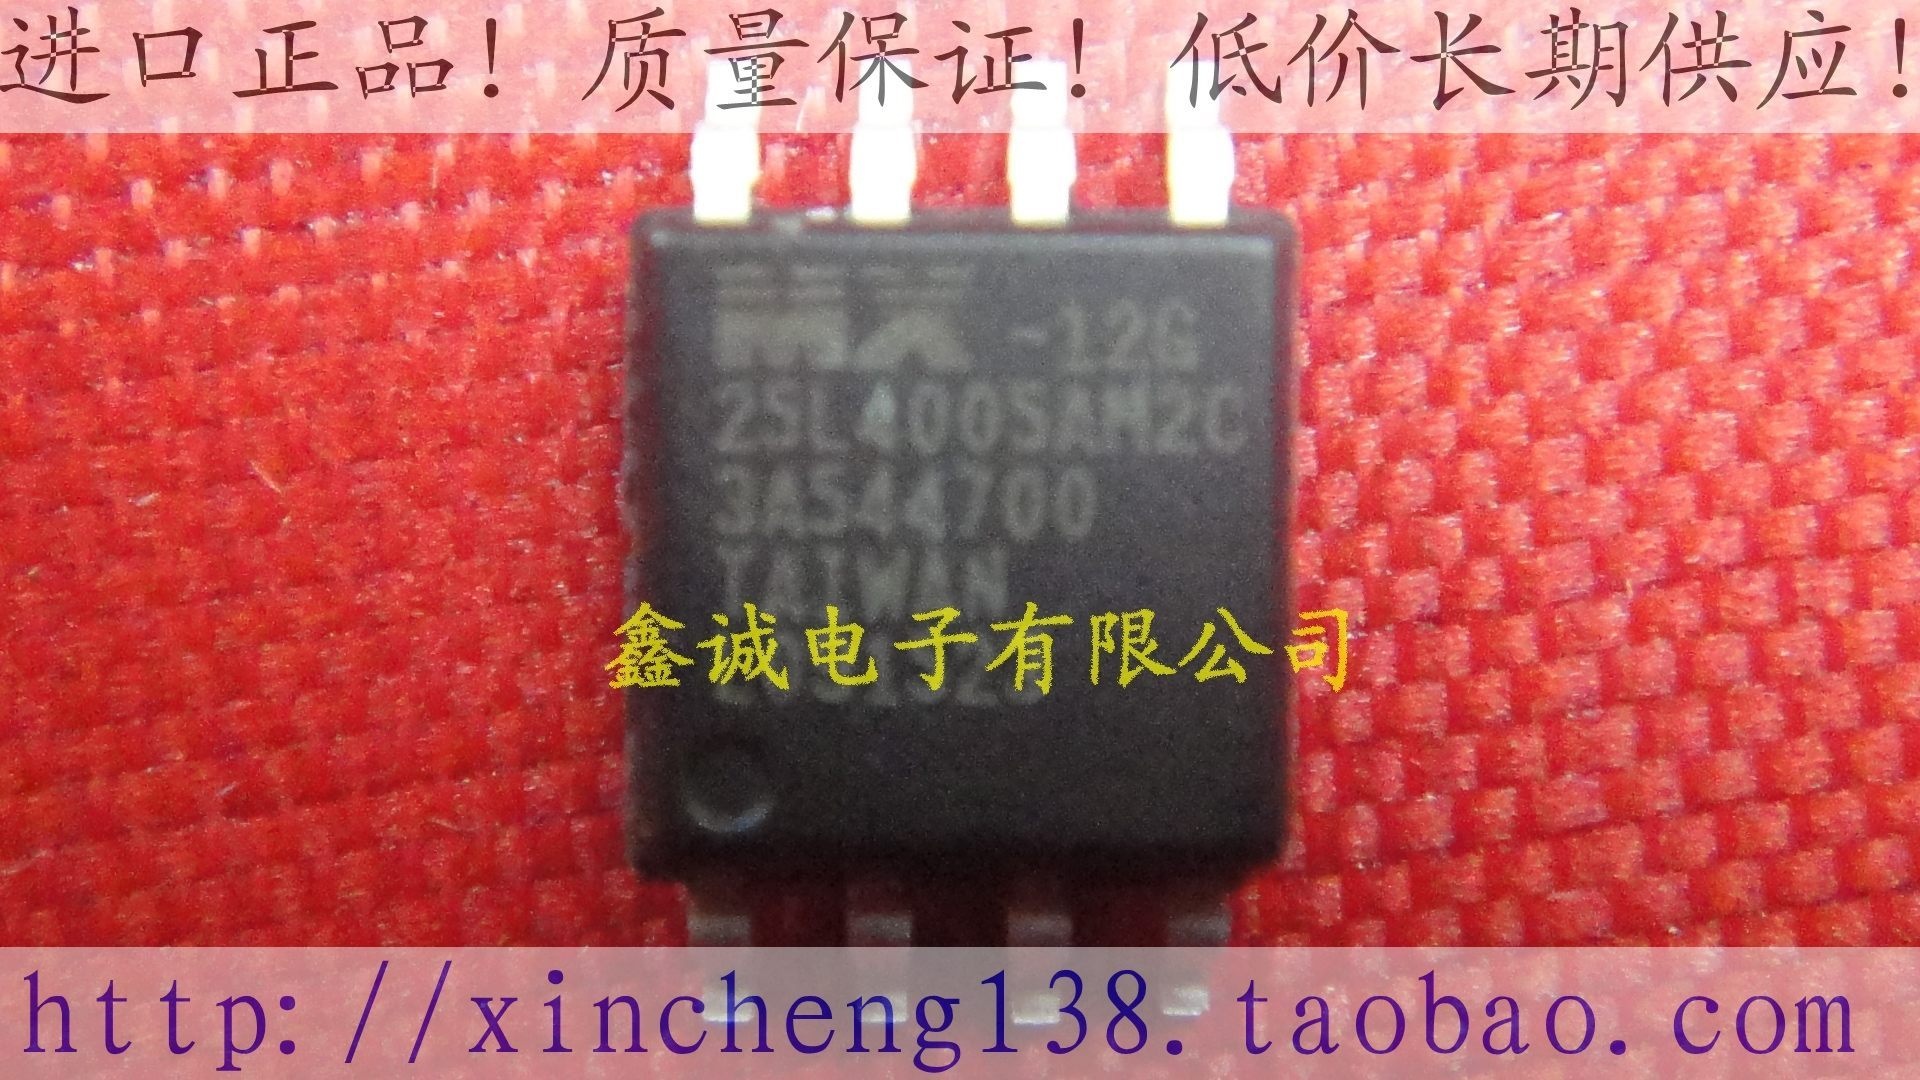 进口正品！质量保证！低价长期供应！
MX -12G
25L4005AM2C
3A544700
TAIWAN
鑫诚电子有限公司
http://xincheng138.taobao.com